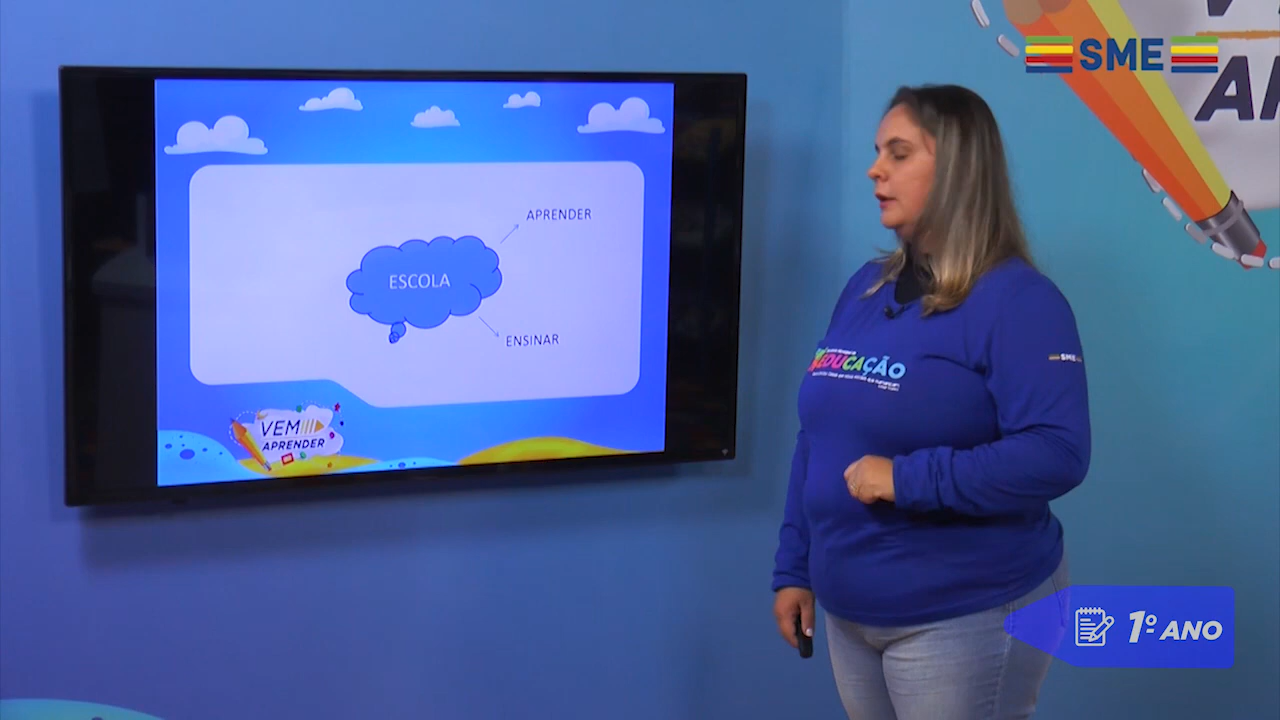 SME
APRENDER
ESCOLA
ENSINAR
VEM
APRENDER
EDUCAÇÃO
SME
1º ANO